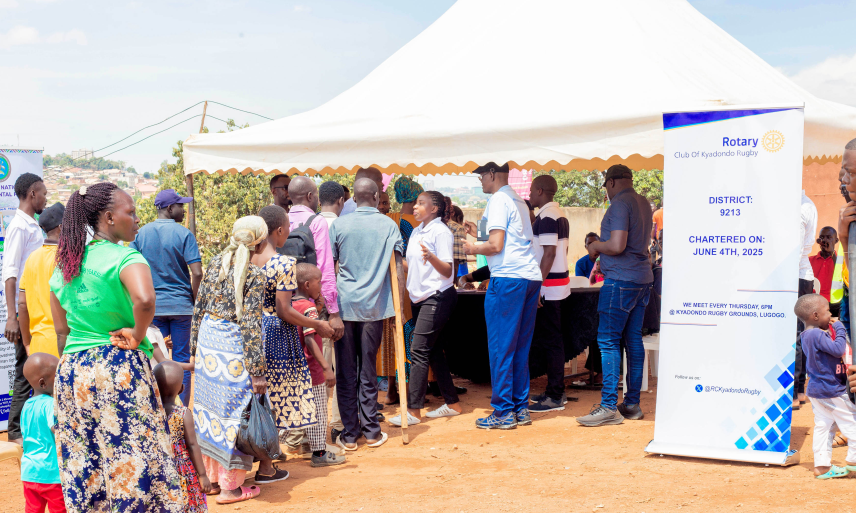 NATIONAL
Rotary
Club Of Kyadondo Rugby
DISTRICT:
9213
CHARTERED ON:
JUNE 4TH, 2025
WE MEET EVERY THURSDAY, 6PM
@ KYADONDO RUGBY GROUNDS, LUGOGO.
Follow us on:
@RCKyadondoRugby